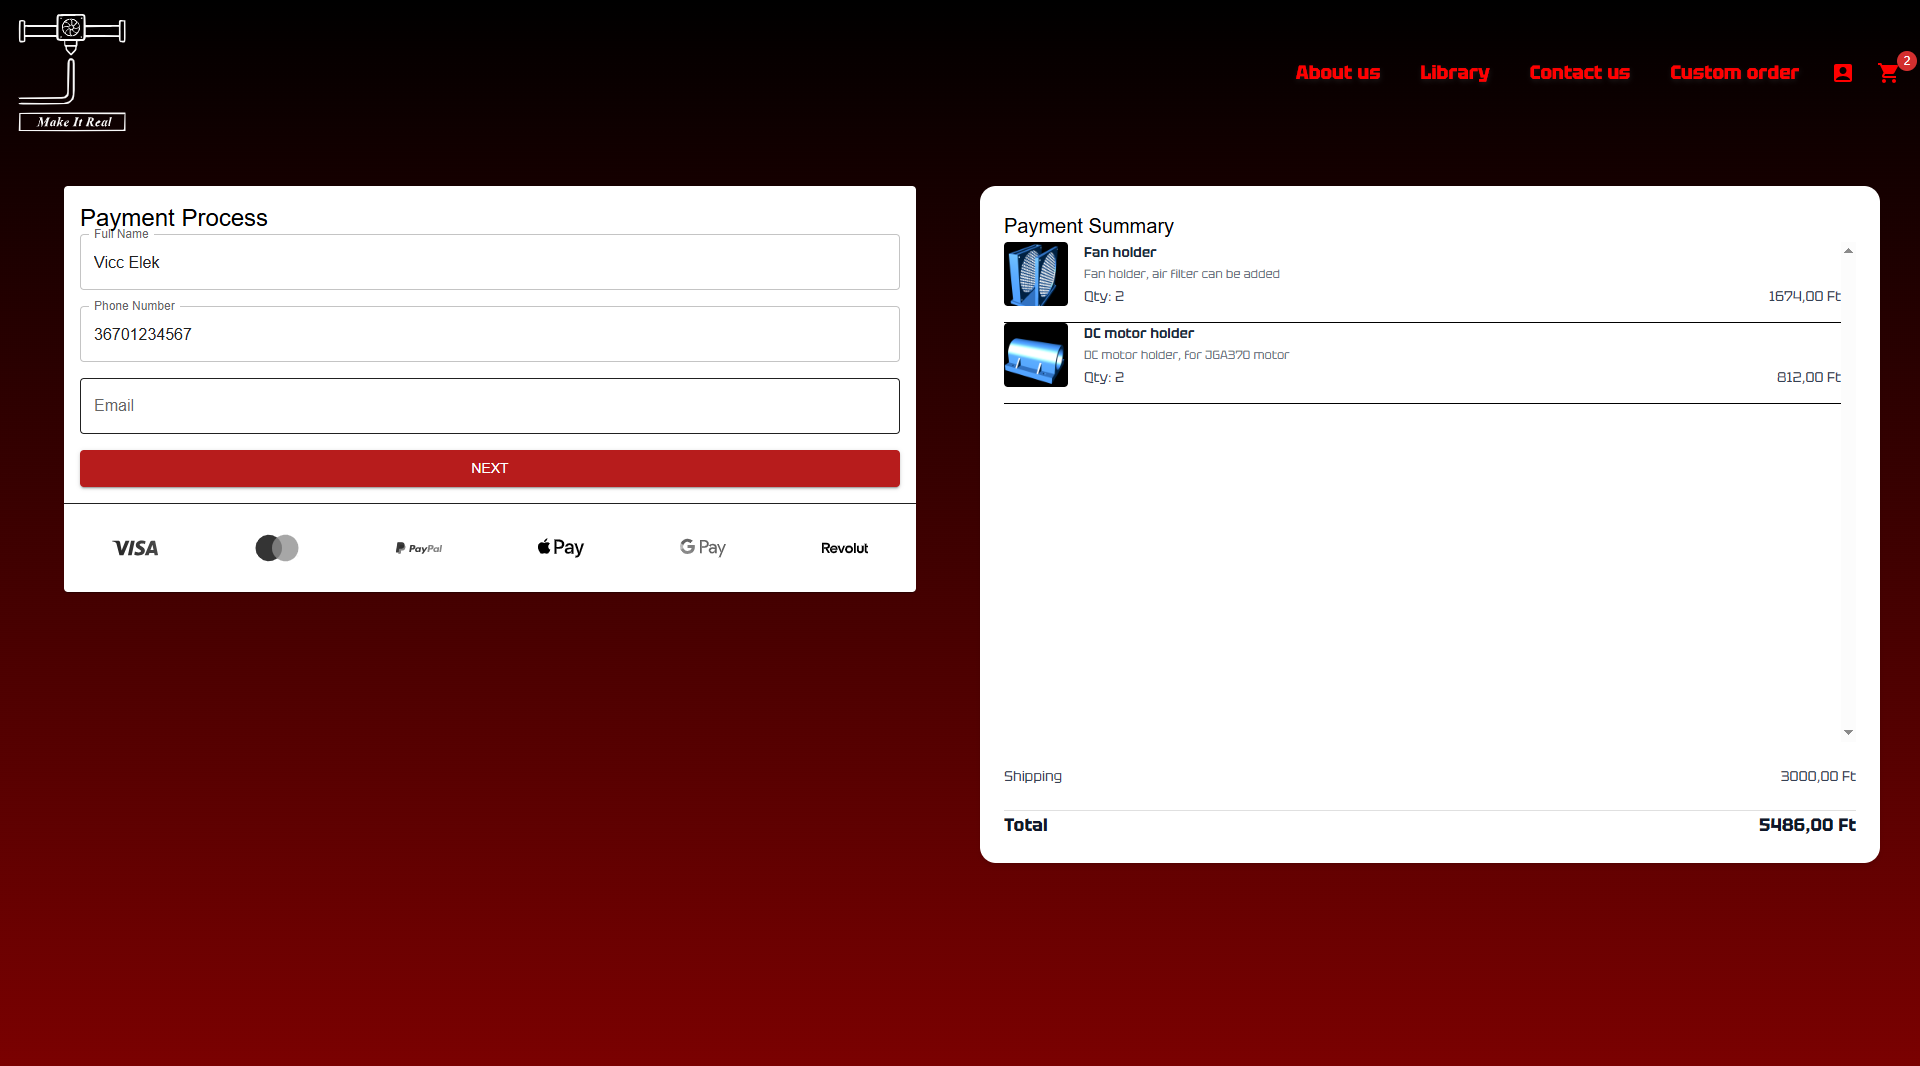 Make It Real
About us
Library
Contact us
Custom order
2
Payment Process
Full Name
Vicc Elek
Phone Number
36701234567
Email
NEXT
VISA
PayPal
Pay
G Pay
Revolut
Payment Summary
Fan holder
Fan holder, air filter can be added
Qty: 2
1674,00 Ft
DC motor holder
DC motor holder, for JGA370 motor
Qty: 2
812,00 Ft
Shipping
3000,00 Ft
Total
5486,00 Ft